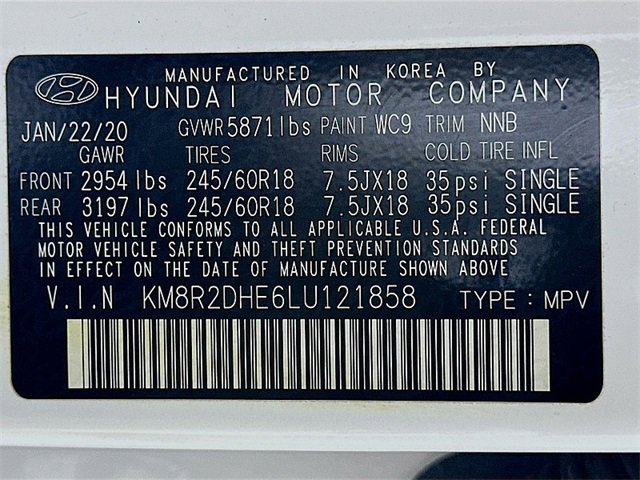 MANUFACTURED IN KOREA BY
HYUNDAI MOTOR COMPANY
JAN/22/20 GVWR 5871lbs PAINT WC9 TRIM NNB
GAWR TIRES RIMS COLD TIRE INFL
FRONT 2954lbs 245/60R18 7.5JX18 35psi SINGLE
REAR 3197lbs 245/60R18 7.5JX18 35psi SINGLE
THIS VEHICLE CONFORMS TO ALL APPLICABLE U.S.A. FEDERAL
MOTOR VEHICLE SAFETY AND THEFT PREVENTION STANDARDS
IN EFFECT ON THE DATE OF MANUFACTURE SHOWN ABOVE
V.I.N KM8R2DHE6LU121858 TYPE : MPV